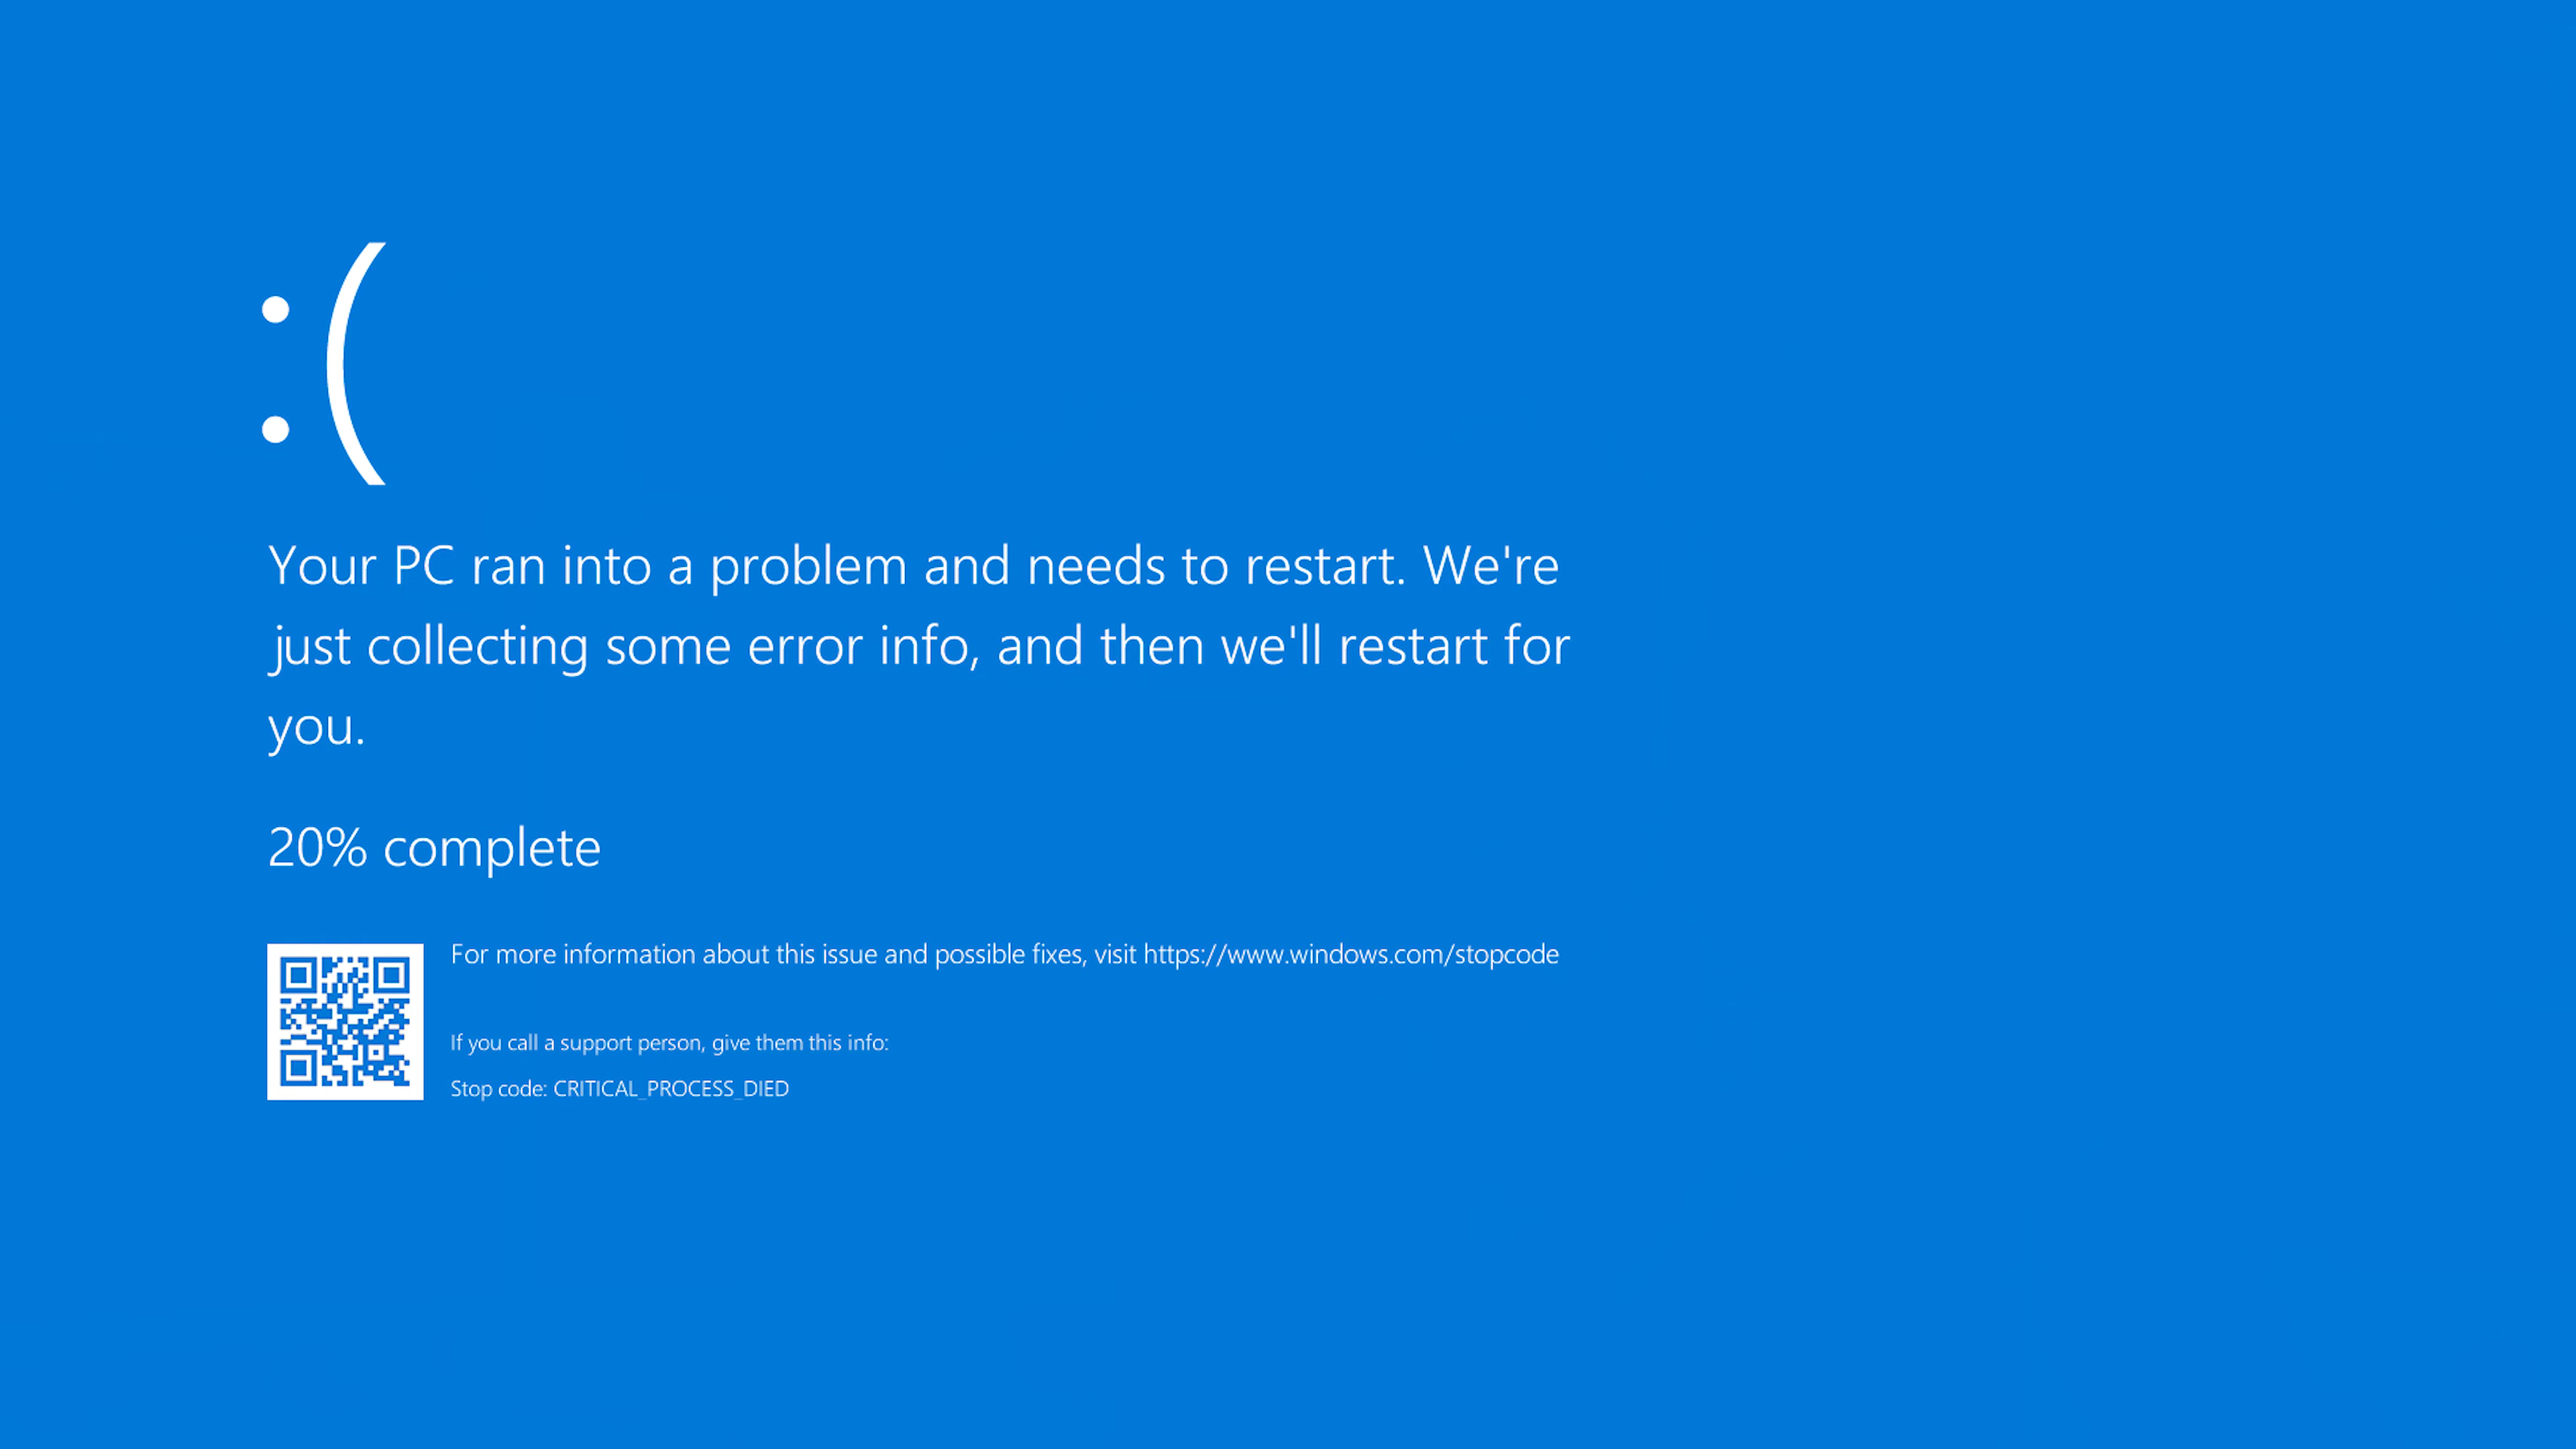 :(
Your PC ran into a problem and needs to restart. We're
just collecting some error info, and then we'll restart for
you.
20% complete
For more information about this issue and possible fixes, visit https://www.windows.com/stopcode
If you call a support person, give them this info:
Stop code: CRITICAL_PROCESS_DIED